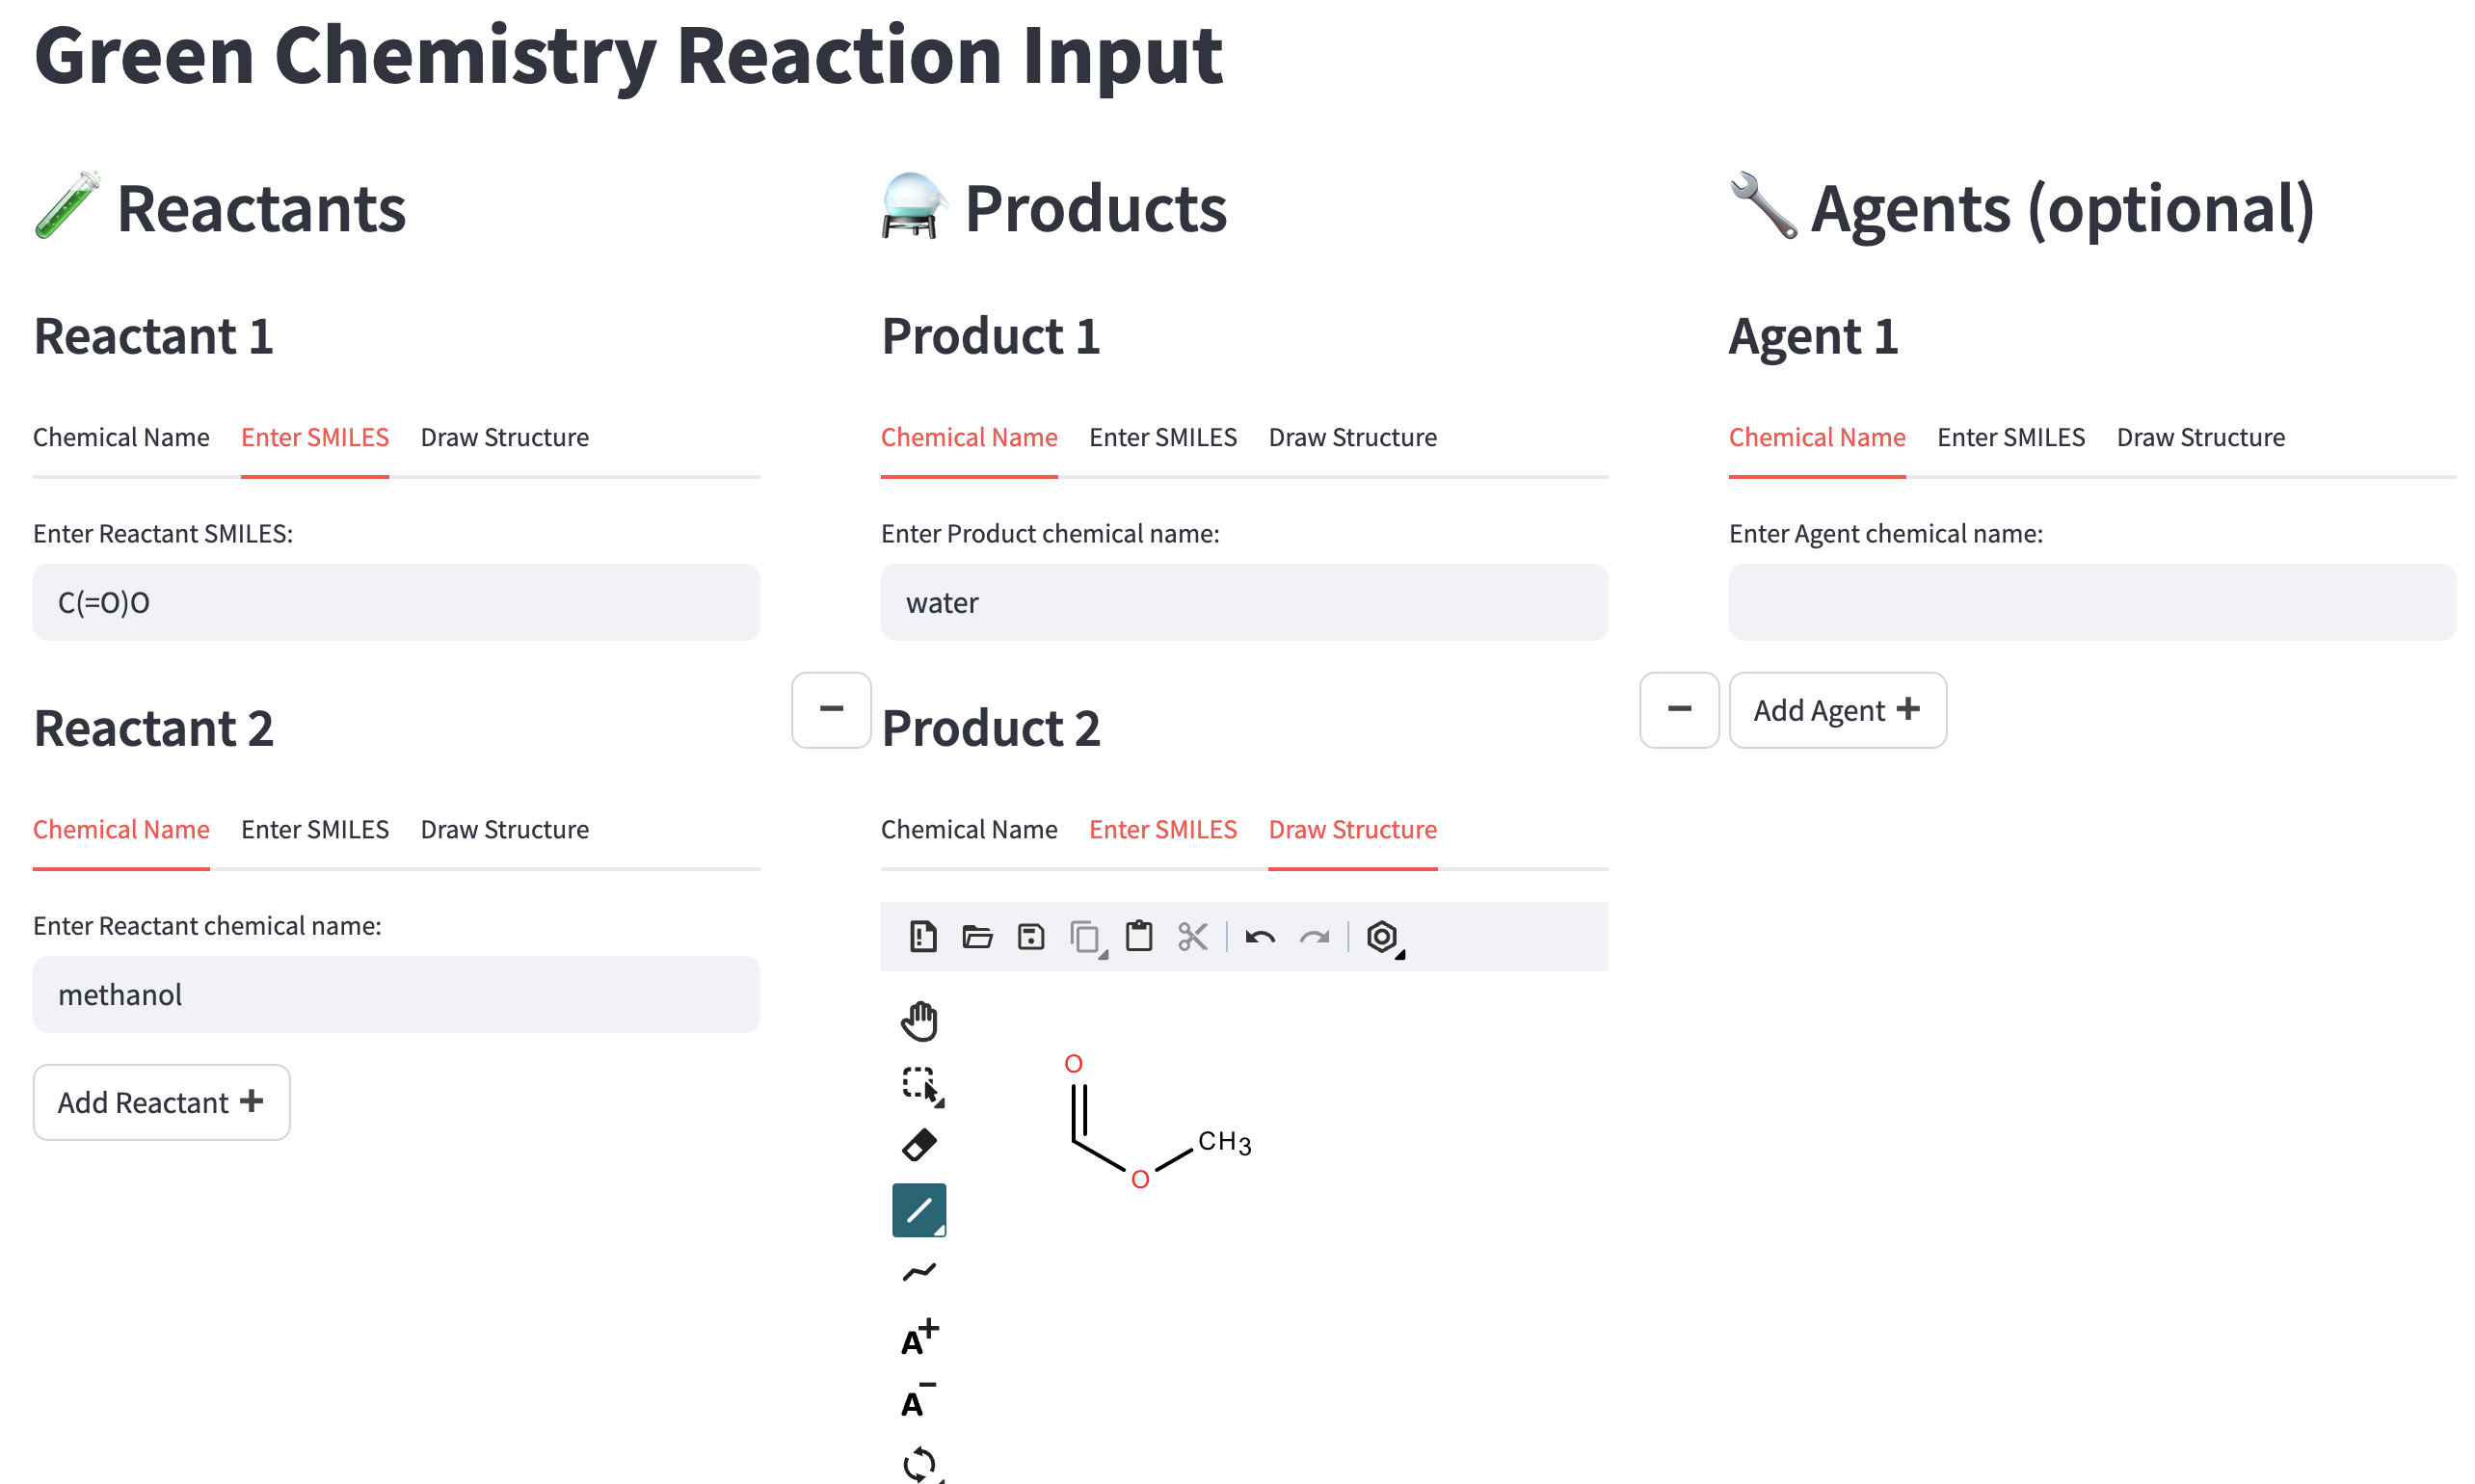 Green Chemistry Reaction Input
Reactants
Reactant 1
Chemical Name Enter SMILES Draw Structure
Enter Reactant SMILES:
C(=O)O
Reactant 2
−
Chemical Name Enter SMILES Draw Structure
Enter Reactant chemical name:
methanol
Add Reactant +
Products
Product 1
Chemical Name Enter SMILES Draw Structure
Enter Product chemical name:
water
Product 2
−
Chemical Name Enter SMILES Draw Structure
O
CH3
O
A+
A−
Agents (optional)
Agent 1
Chemical Name Enter SMILES Draw Structure
Enter Agent chemical name:
Add Agent +